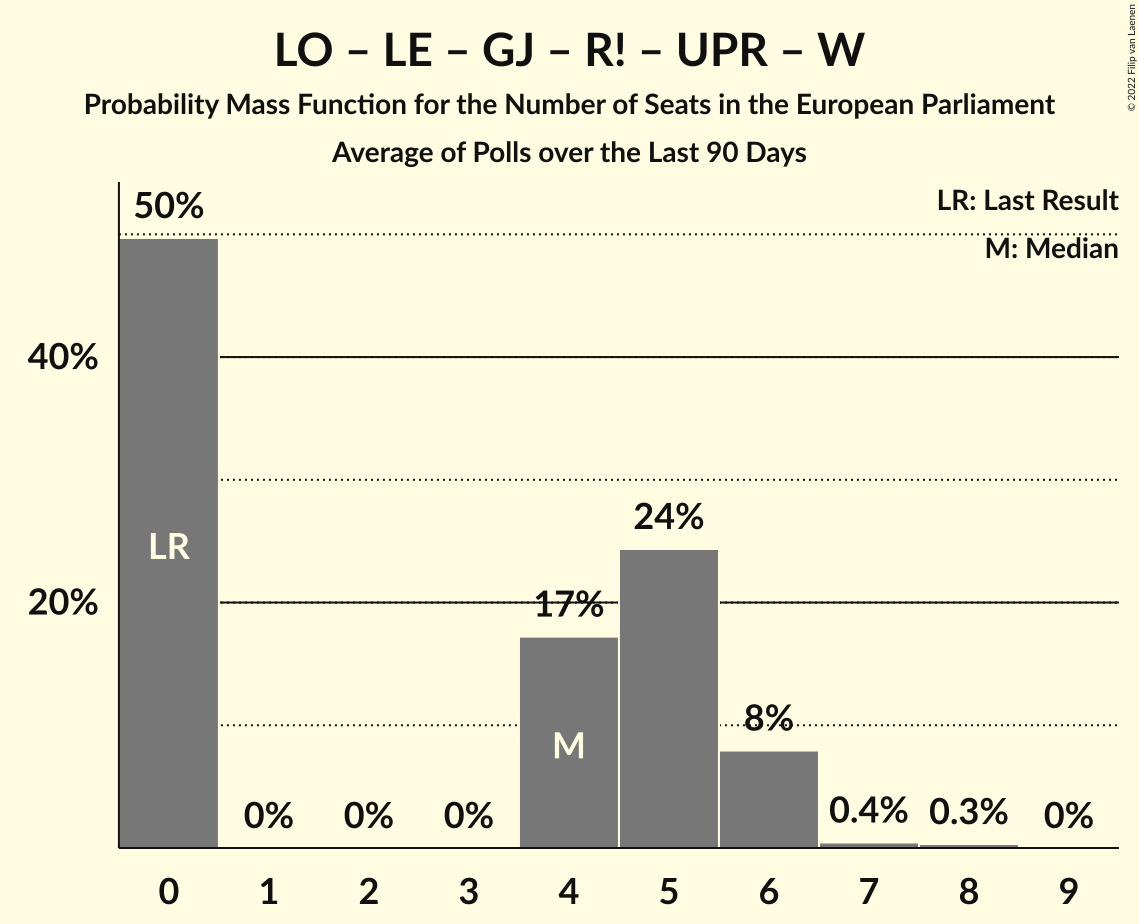 LO – LE – GJ – R! – UPR – W
Probability Mass Function for the Number of Seats in the European Parliament
Average of Polls over the Last 90 Days
© 2022 Filip van Laenen
LR: Last Result
M: Median
50%
40%
20%
LR
0%
0%
0%
17%
M
24%
8%
0.4%
0.3%
0%
0 1 2 3 4 5 6 7 8 9